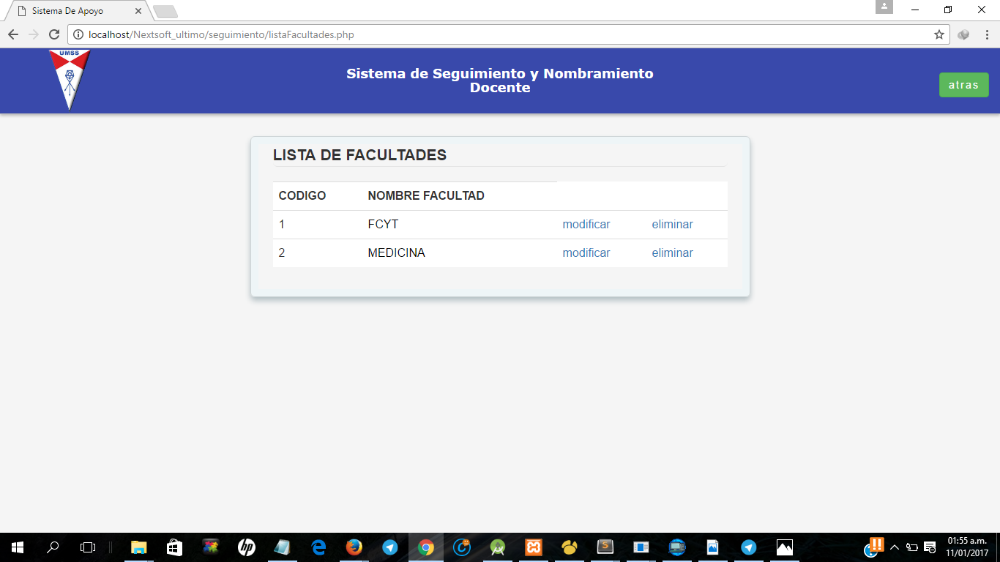 Sistema De Apoyo
localhost/Nextsoft_ultimo/seguimiento/listaFacultades.php
UMSS
Sistema de Seguimiento y Nombramiento
Docente
atras
LISTA DE FACULTADES
CODIGO NOMBRE FACULTAD
1 FCYT modificar eliminar
2 MEDICINA modificar eliminar
01:55 a.m.
11/01/2017